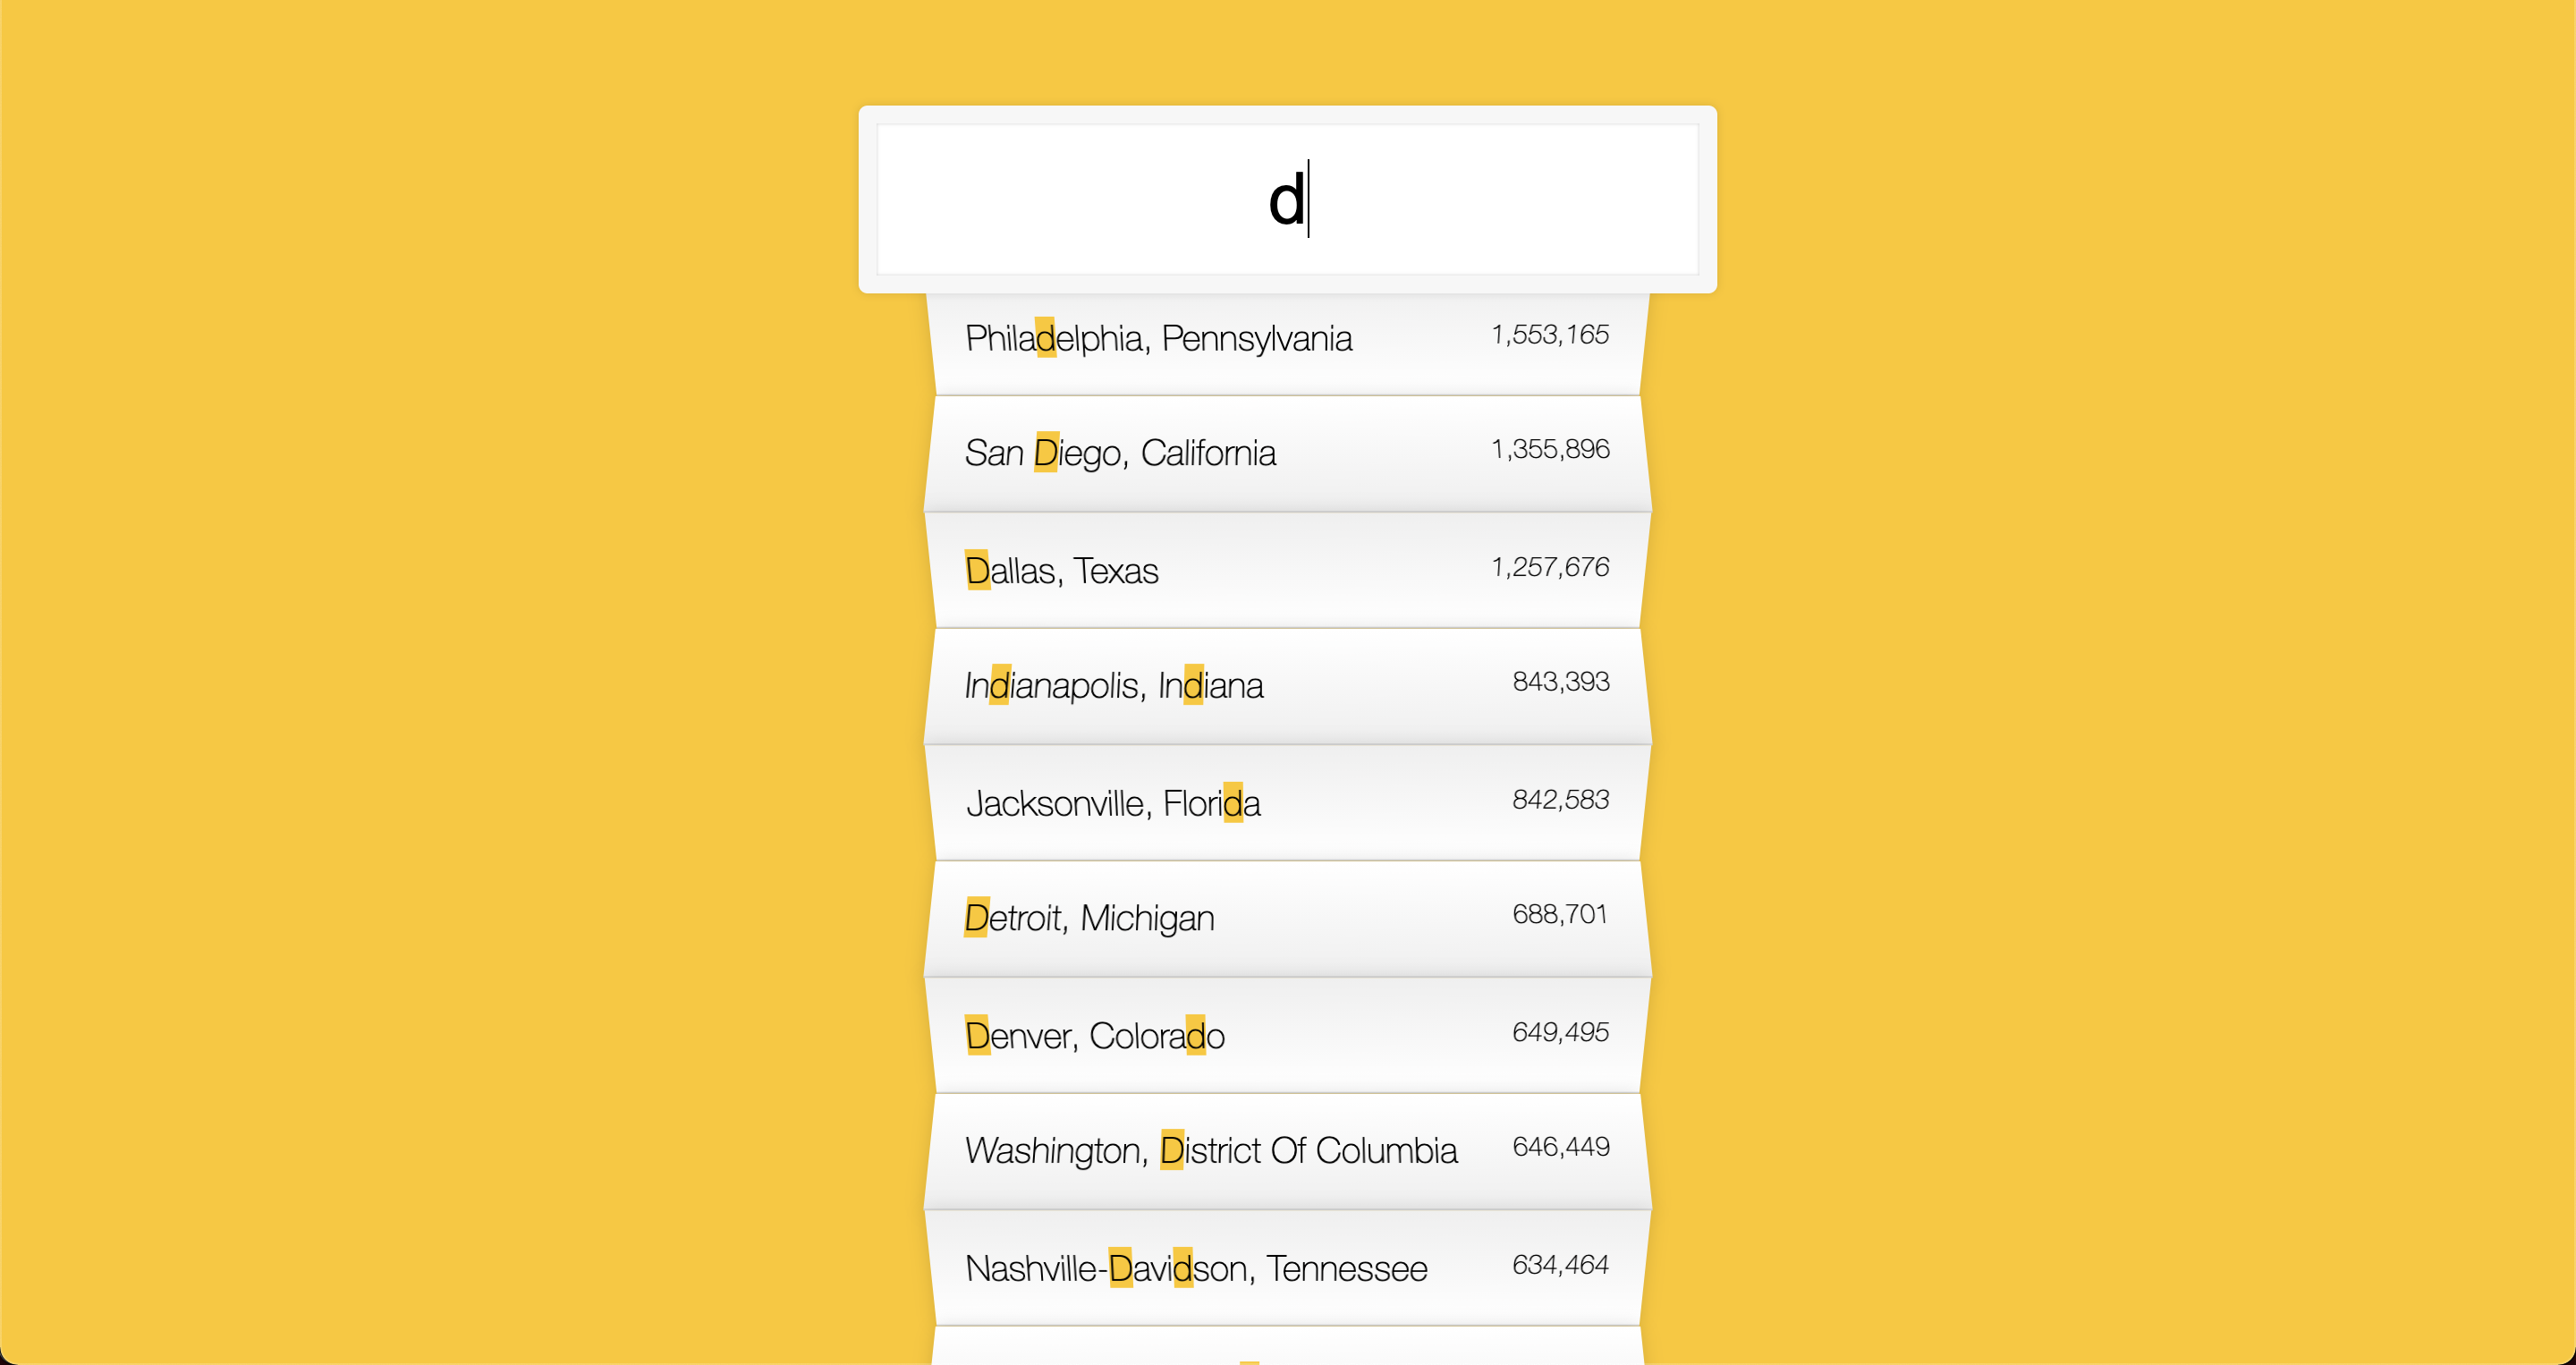 d
Philadelphia, Pennsylvania 1,553,165
San Diego, California 1,355,896
Dallas, Texas 1,257,676
Indianapolis, Indiana 843,393
Jacksonville, Florida 842,583
Detroit, Michigan 688,701
Denver, Colorado 649,495
Washington, District Of Columbia 646,449
Nashville-Davidson, Tennessee 634,464